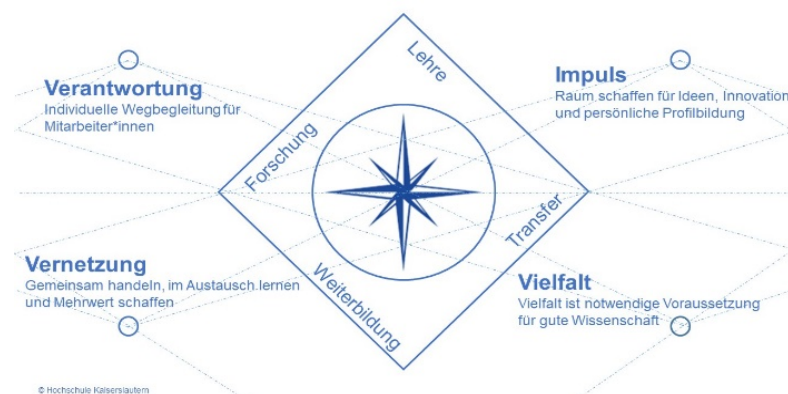 Lehre
Verantwortung
Individuelle Wegbegleitung für
Mitarbeiter*innen
Impuls
Raum schaffen für Ideen, Innovation
und persönliche Profilbildung
Forschung
Transfer
Vernetzung
Gemeinsam handeln, im Austausch lernen
und Mehrwert schaffen
Weiterbildung
Vielfalt
Vielfalt ist notwendige Voraussetzung
für gute Wissenschaft
© Hochschule Kaiserslautern